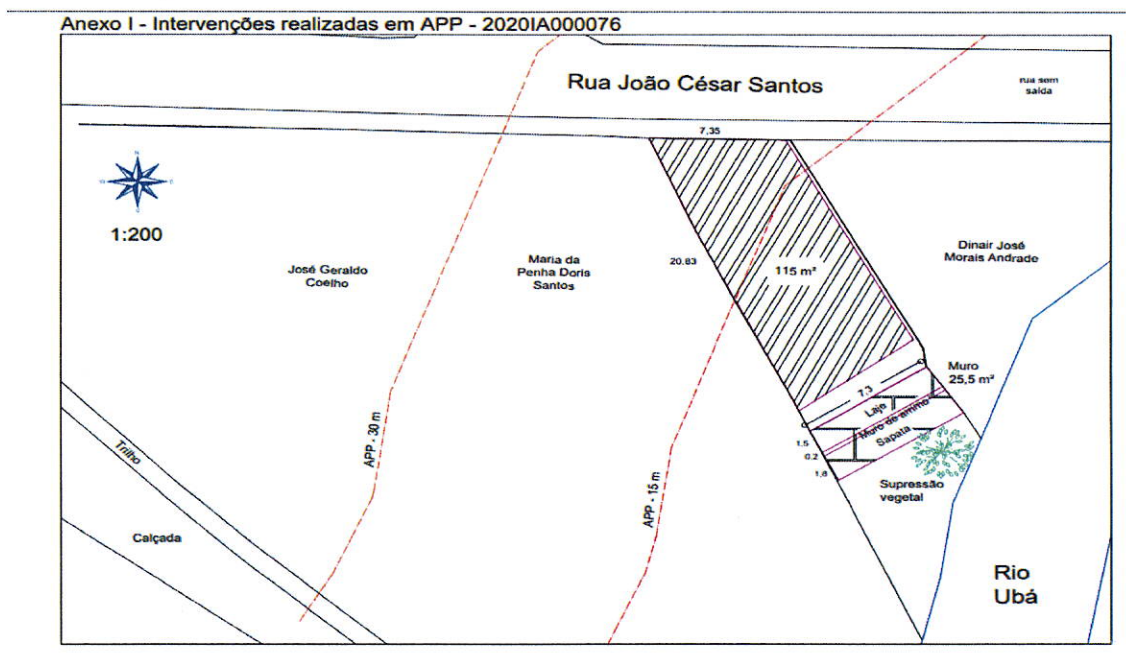 Anexo I - Intervenções realizadas em APP - 2020IA000076
Rua João César Santos
rua sem
saída
7,35
N
1:200
José Geraldo
Coelho
Maria da
Penha Doris
Santos
20.83
115 m²
Dinair José
Morais Andrade
Muro
25,5 m²
7,3
Laje
Muro de arrimo
Sapata
1,5
0,2
1,8
Supressão
vegetal
APP - 30 m
APP - 15 m
Trilho
Calçada
Rio
Ubá